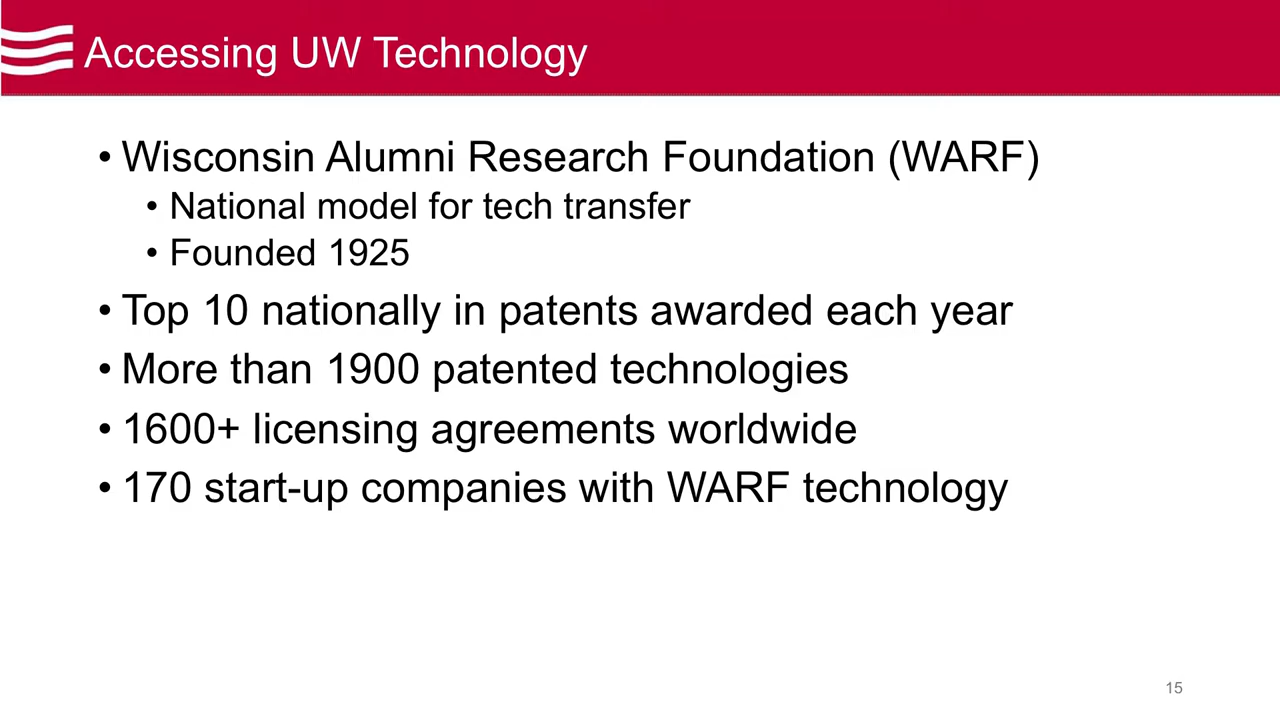 Accessing UW Technology
• Wisconsin Alumni Research Foundation (WARF)
• National model for tech transfer
• Founded 1925
• Top 10 nationally in patents awarded each year
• More than 1900 patented technologies
• 1600+ licensing agreements worldwide
• 170 start-up companies with WARF technology
15